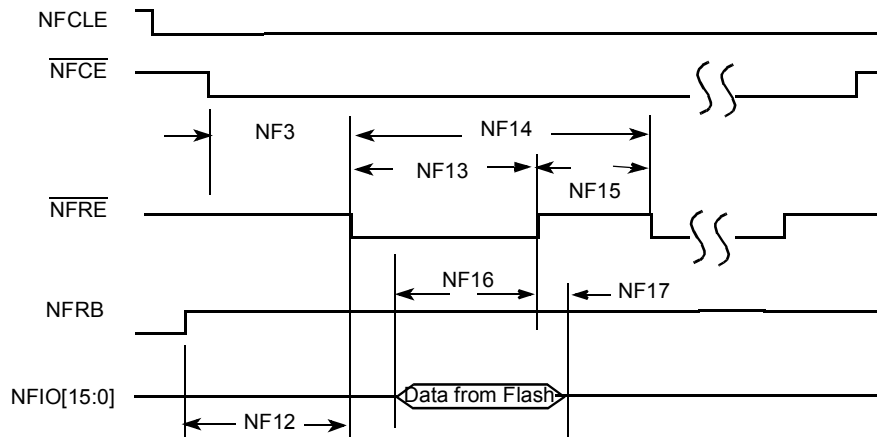 NFCLE
NFCE
NF3
NF14
NF13
NF15
NFRE
NF16
NF17
NFRB
NFIO[15:0]
Data from Flash
NF12